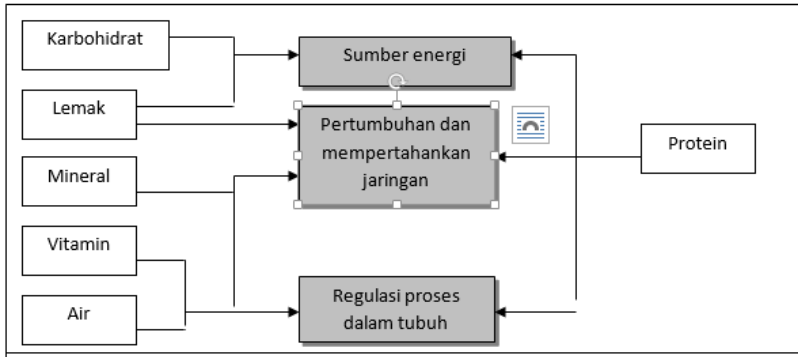 Karbohidrat
Lemak
Mineral
Vitamin
Air
Sumber energi
Pertumbuhan dan
mempertahankan
jaringan
Regulasi proses
dalam tubuh
Protein